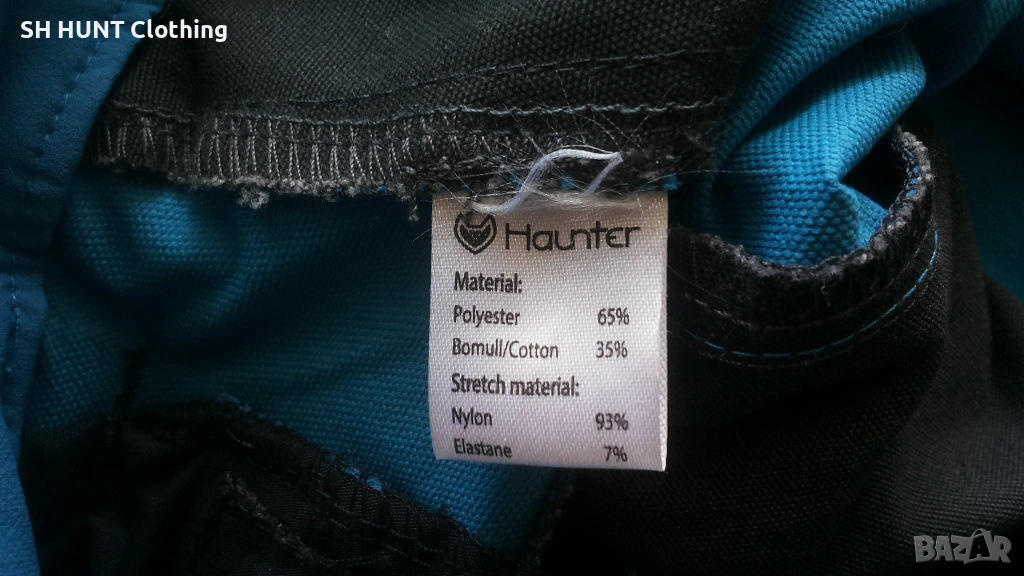 SH HUNT Clothing
Haunter
Material:
Polyester 65%
Bomull/Cotton 35%
Stretch material:
Nylon 93%
Elastane 7%
BAZAR